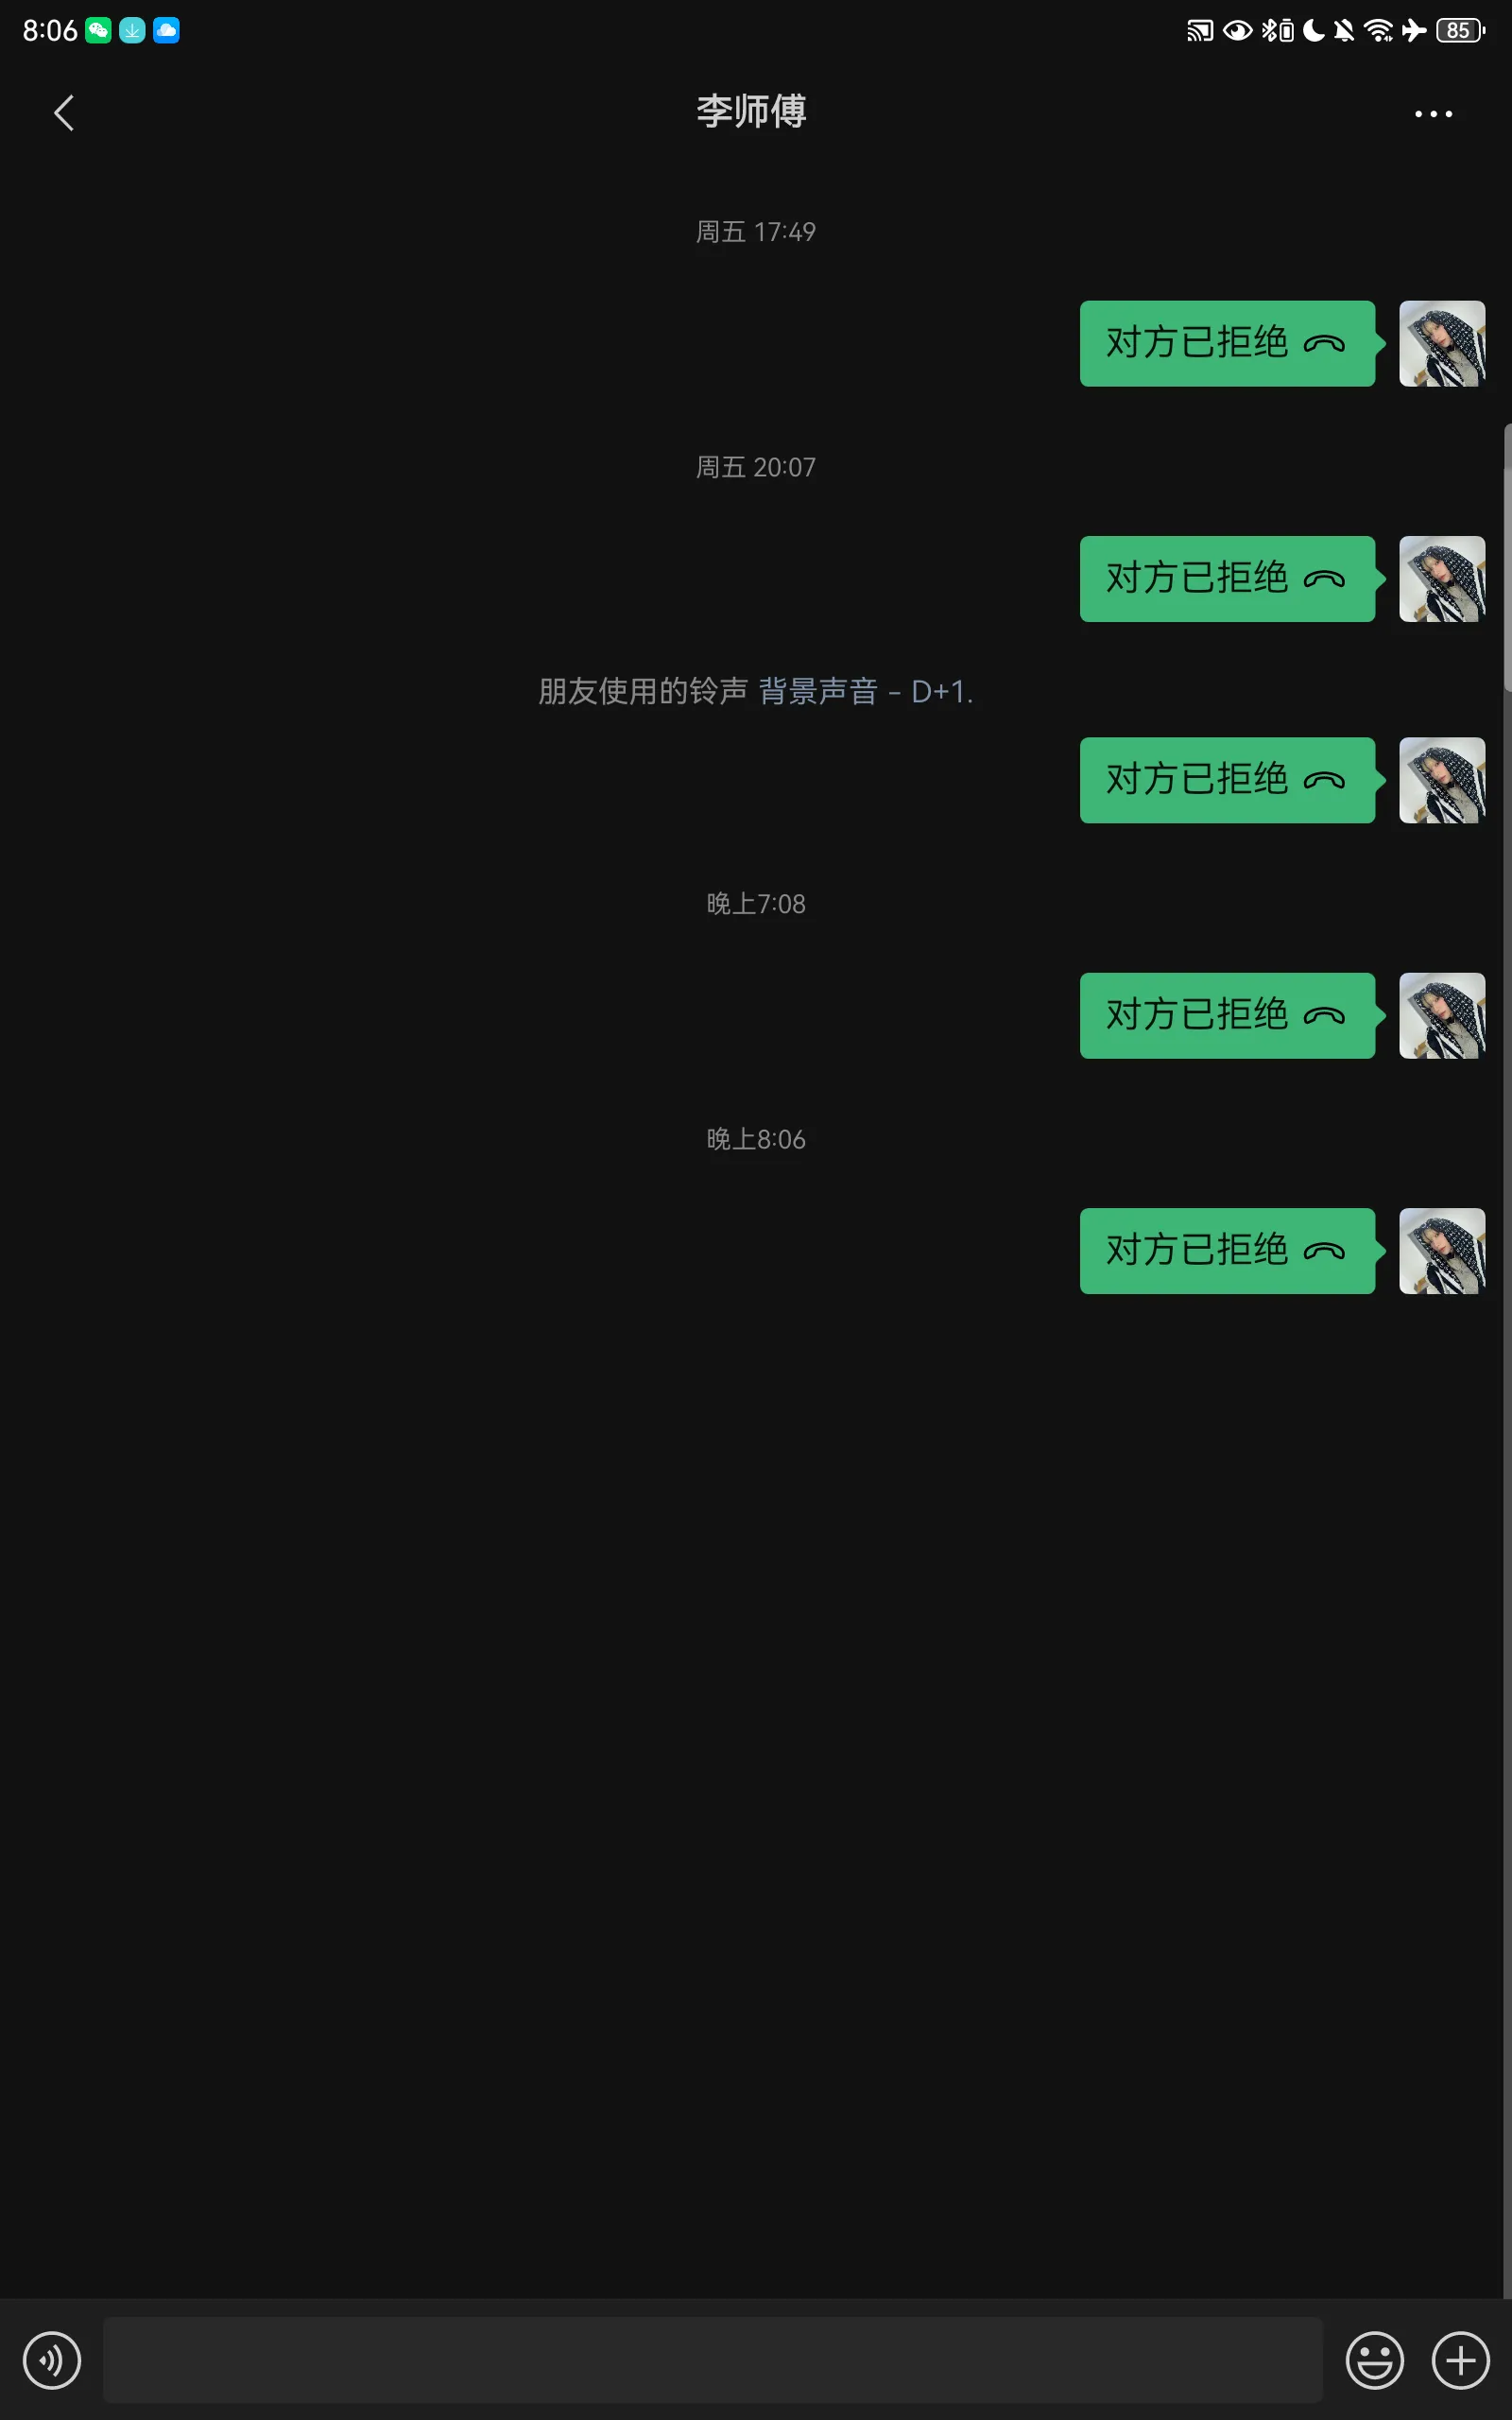 8:06
85
李师傅
周五 17:49
对方已拒绝
周五 20:07
对方已拒绝
朋友使用的铃声 背景声音 - D+1.
对方已拒绝
晚上7:08
对方已拒绝
晚上8:06
对方已拒绝